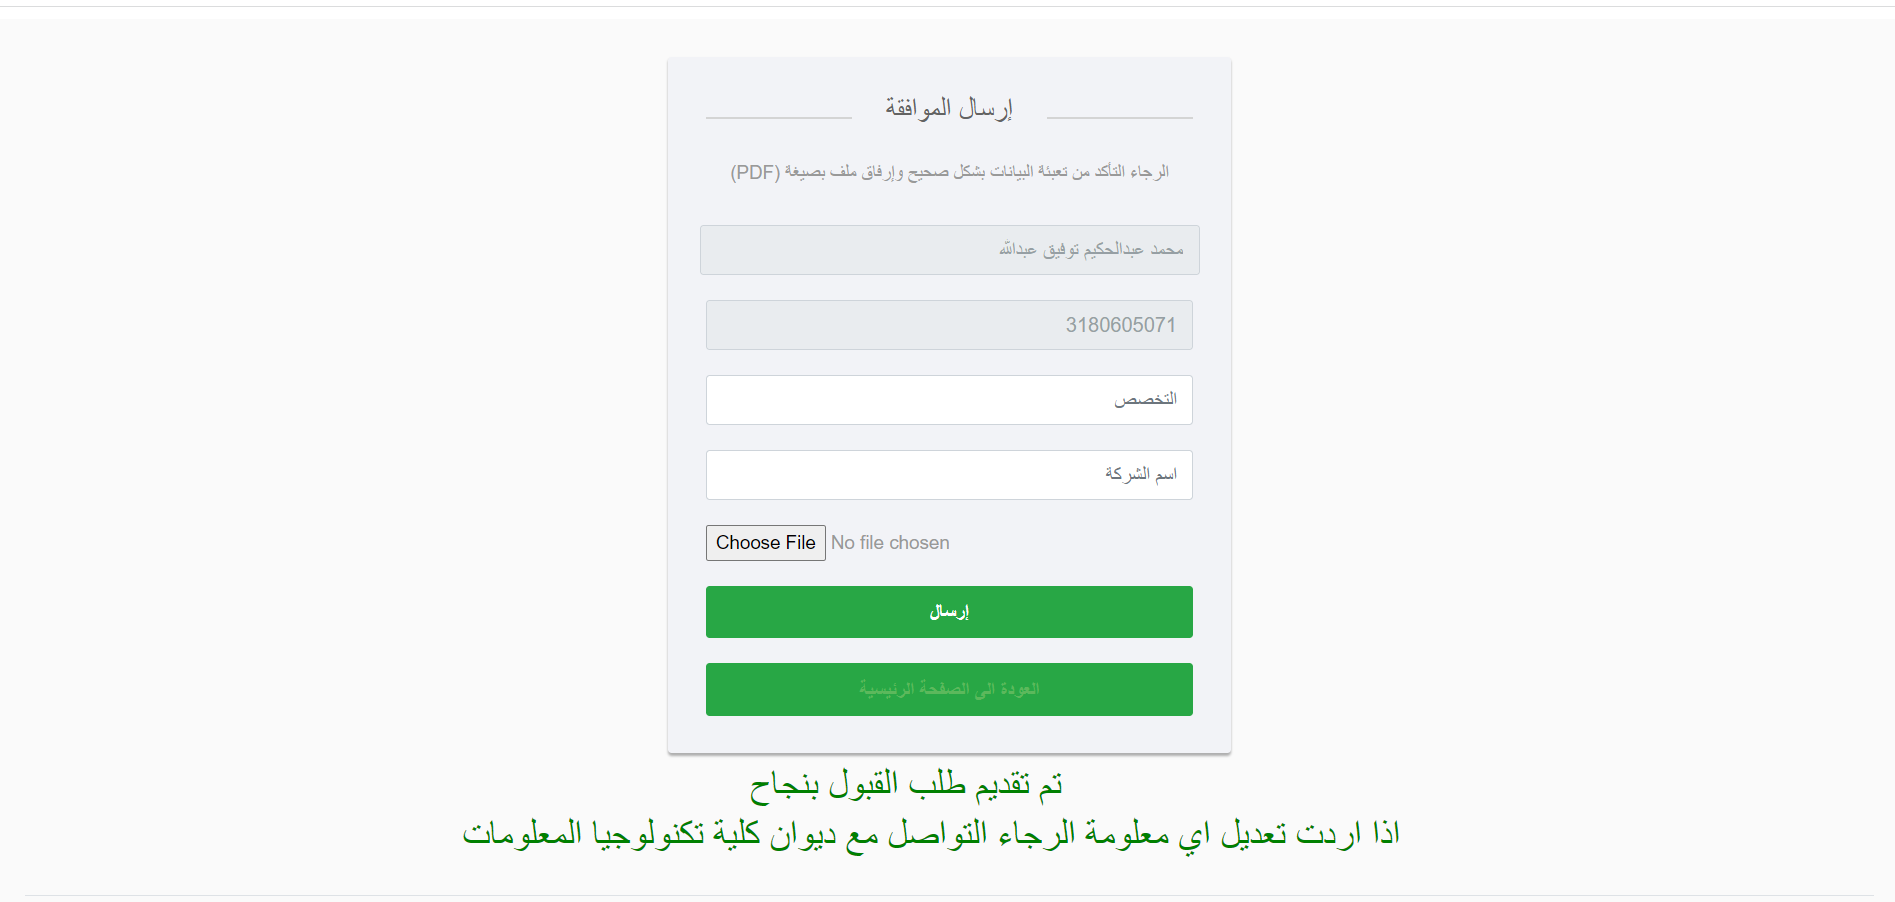 إرسال الموافقة
الرجاء التأكد من تعبئة البيانات بشكل صحيح وإرفاق ملف بصيغة (PDF)
محمد عبدالحكيم توفيق عبدالله
3180605071
التخصص
اسم الشركة
Choose File No file chosen
إرسال
العودة الى الصفحة الرئيسية
تم تقديم طلب القبول بنجاح
اذا اردت تعديل اي معلومة الرجاء التواصل مع ديوان كلية تكنولوجيا المعلومات